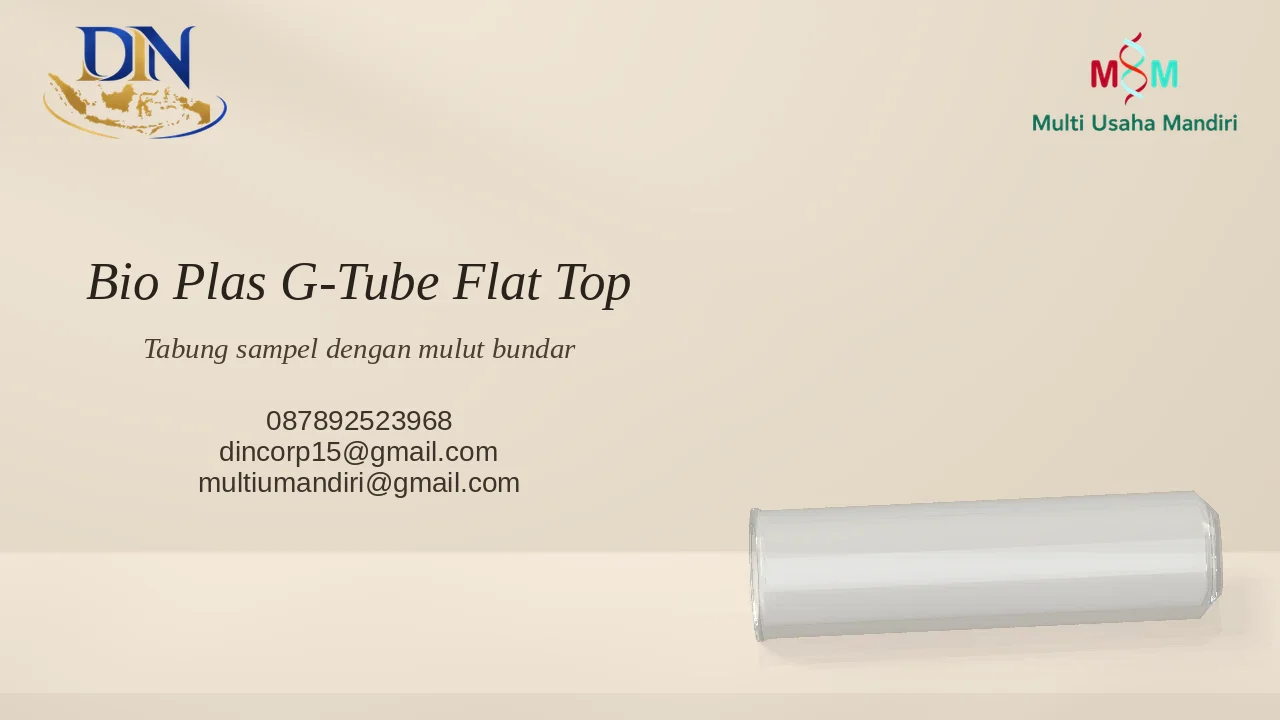 DN
M M
Multi Usaha Mandiri
Bio Plas G-Tube Flat Top
Tabung sampel dengan mulut bundar
087892523968
dincorp15@gmail.com
multiumandiri@gmail.com